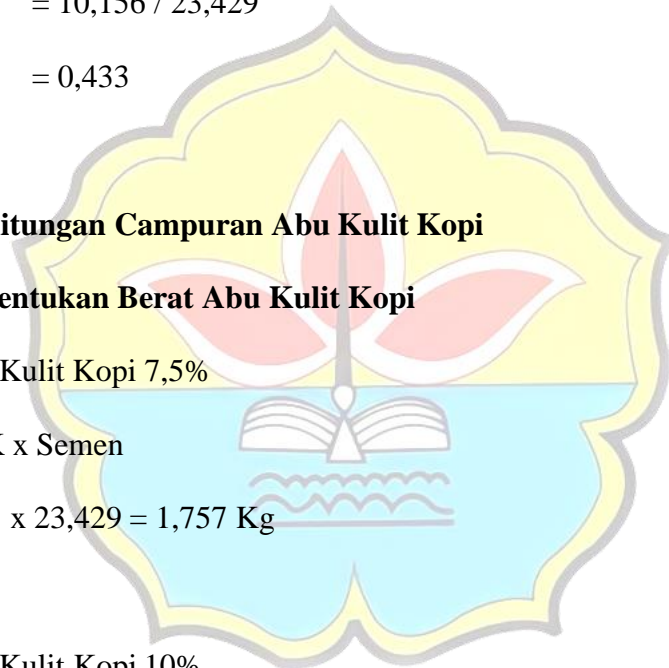 = 10,156 / 23,429
= 0,433
itungan Campuran Abu Kulit Kopi
entukan Berat Abu Kulit Kopi
Kulit Kopi 7,5%
x Semen
x 23,429 = 1,757 Kg
Kulit Kopi 10%